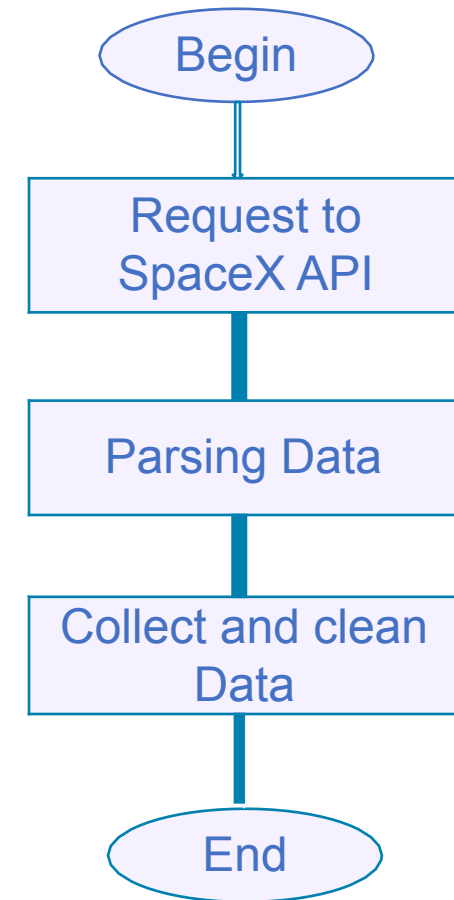 Begin
Request to
SpaceX API
Parsing Data
Collect and clean
Data
End